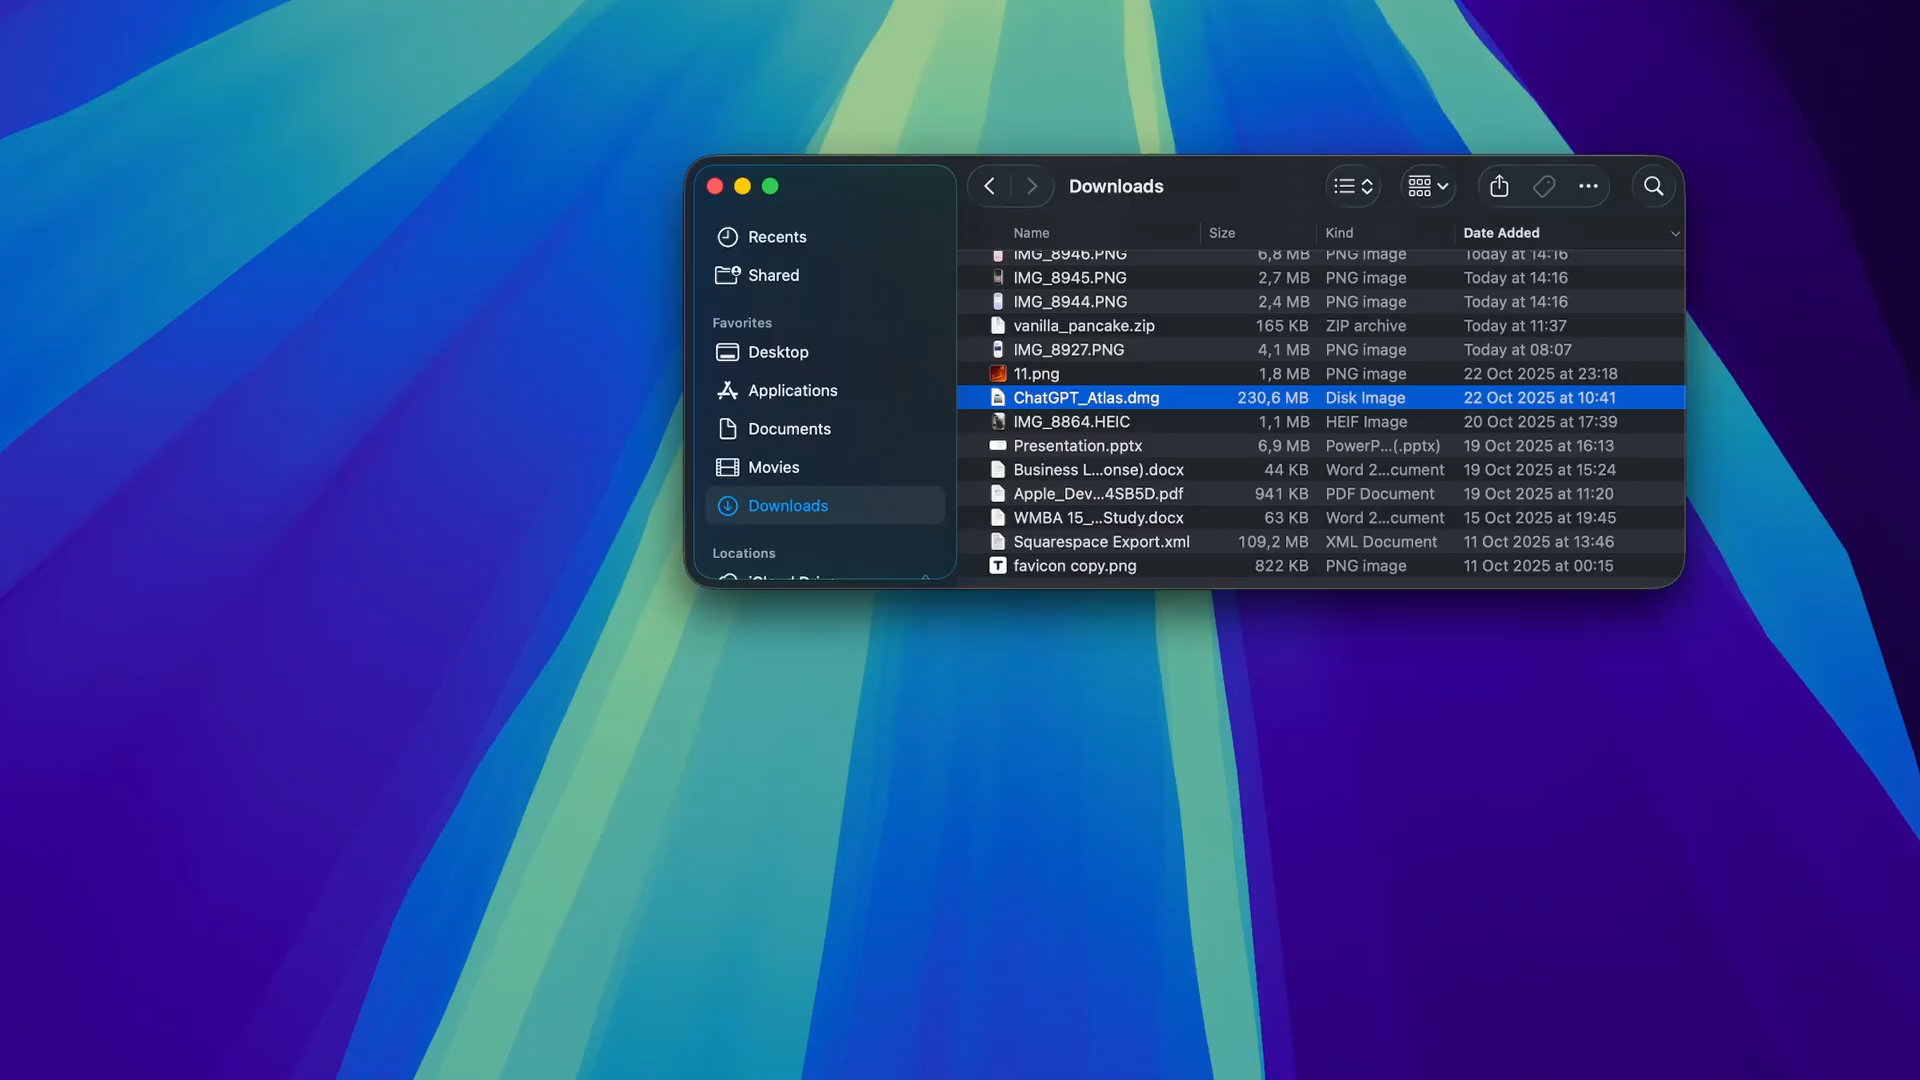 Downloads
Recents
Shared
Favorites
Desktop
Applications
Documents
Movies
Downloads
Locations
iCloud Drive
Name Size Kind Date Added
IMG_8946.PNG 6,8 MB PNG image Today at 14:16
IMG_8945.PNG 2,7 MB PNG image Today at 14:16
IMG_8944.PNG 2,4 MB PNG image Today at 14:16
vanilla_pancake.zip 165 KB ZIP archive Today at 11:37
IMG_8927.PNG 4,1 MB PNG image Today at 08:07
11.png 1,8 MB PNG image 22 Oct 2025 at 23:18
ChatGPT_Atlas.dmg 230,6 MB Disk Image 22 Oct 2025 at 10:41
IMG_8864.HEIC 1,1 MB HEIF Image 20 Oct 2025 at 17:39
Presentation.pptx 6,9 MB PowerP...(.pptx) 19 Oct 2025 at 16:13
Business L...onse).docx 44 KB Word 2...cument 19 Oct 2025 at 15:24
Apple_Dev...4SB5D.pdf 941 KB PDF Document 19 Oct 2025 at 11:20
WMBA 15_...Study.docx 63 KB Word 2...cument 15 Oct 2025 at 19:45
Squarespace Export.xml 109,2 MB XML Document 11 Oct 2025 at 13:46
favicon copy.png 822 KB PNG image 11 Oct 2025 at 00:15